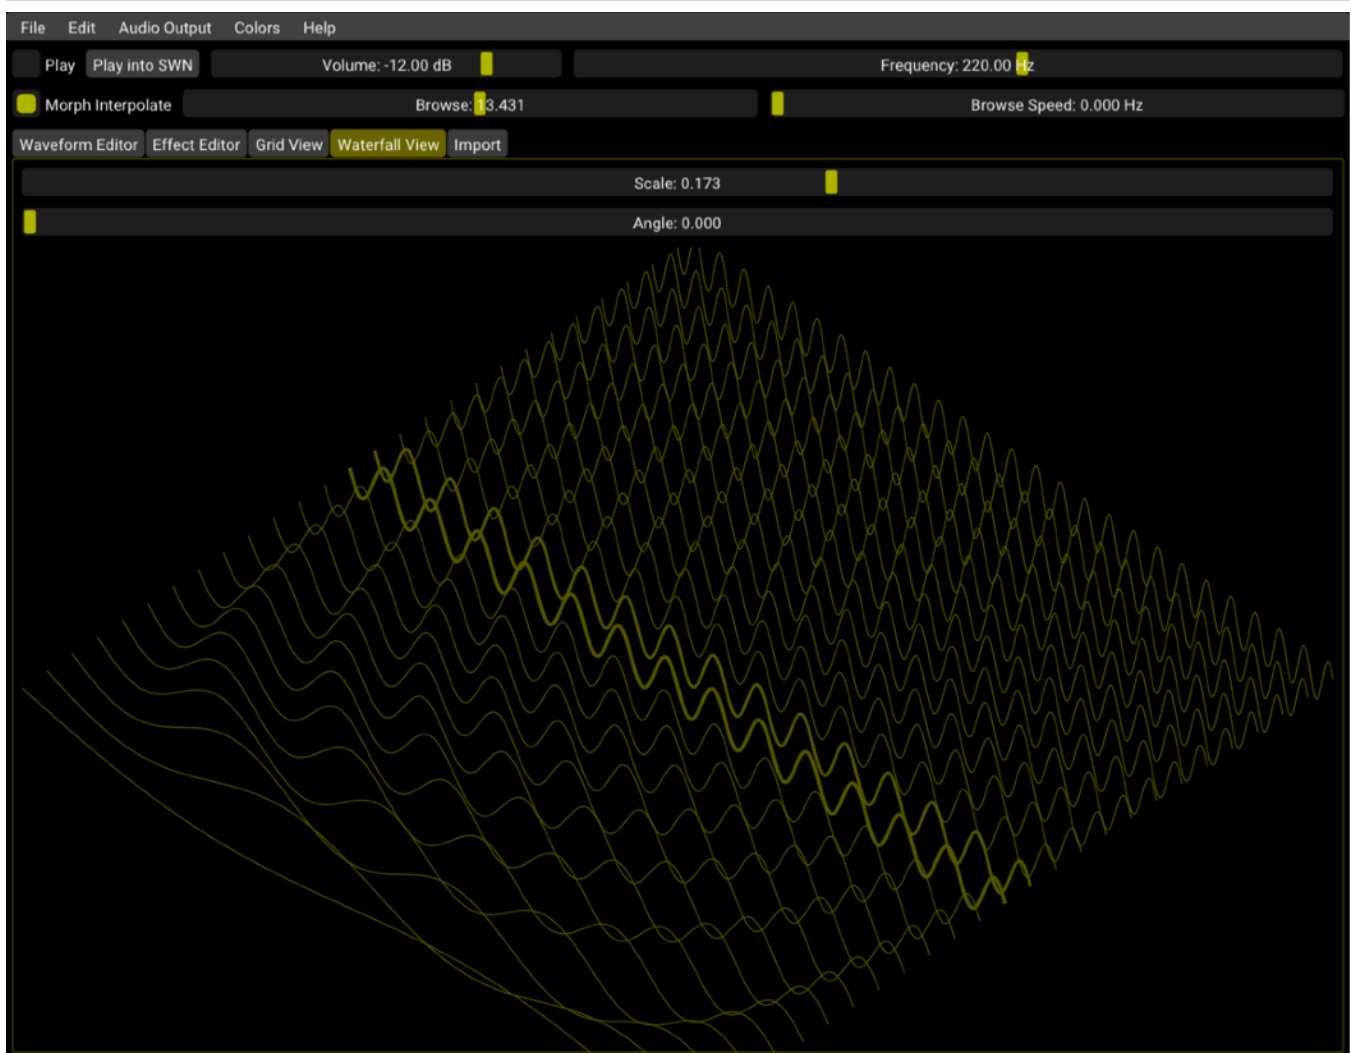 File Edit Audio Output Colors Help
Play Play into SWN Volume: -12.00 dB Frequency: 220.00 Hz
Morph Interpolate Browse: 13.431 Browse Speed: 0.000 Hz
Waveform Editor Effect Editor Grid View Waterfall View Import
Scale: 0.173
Angle: 0.000